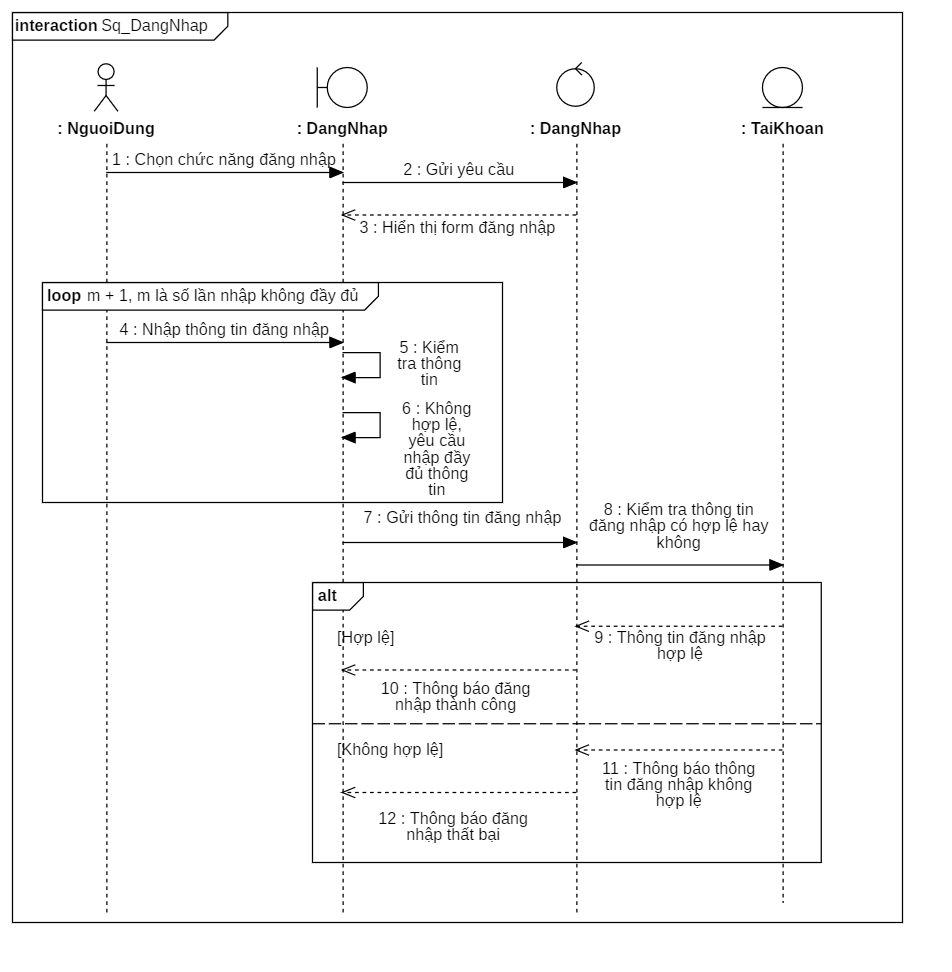 interaction Sq_DangNhap
: NguoiDung
: DangNhap
: DangNhap
: TaiKhoan
1 : Chọn chức năng đăng nhập
2 : Gửi yêu cầu
3 : Hiển thị form đăng nhập
loop m + 1, m là số lần nhập không đầy đủ
4 : Nhập thông tin đăng nhập
5 : Kiểm
tra thông
tin
6 : Không
hợp lệ,
yêu cầu
nhập đầy
đủ thông
tin
7 : Gửi thông tin đăng nhập
8 : Kiểm tra thông tin
đăng nhập có hợp lệ hay
không
alt
[Hợp lệ]
9 : Thông tin đăng nhập
hợp lệ
10 : Thông báo đăng
nhập thành công
[Không hợp lệ]
11 : Thông báo thông
tin đăng nhập không
hợp lệ
12 : Thông báo đăng
nhập thất bại